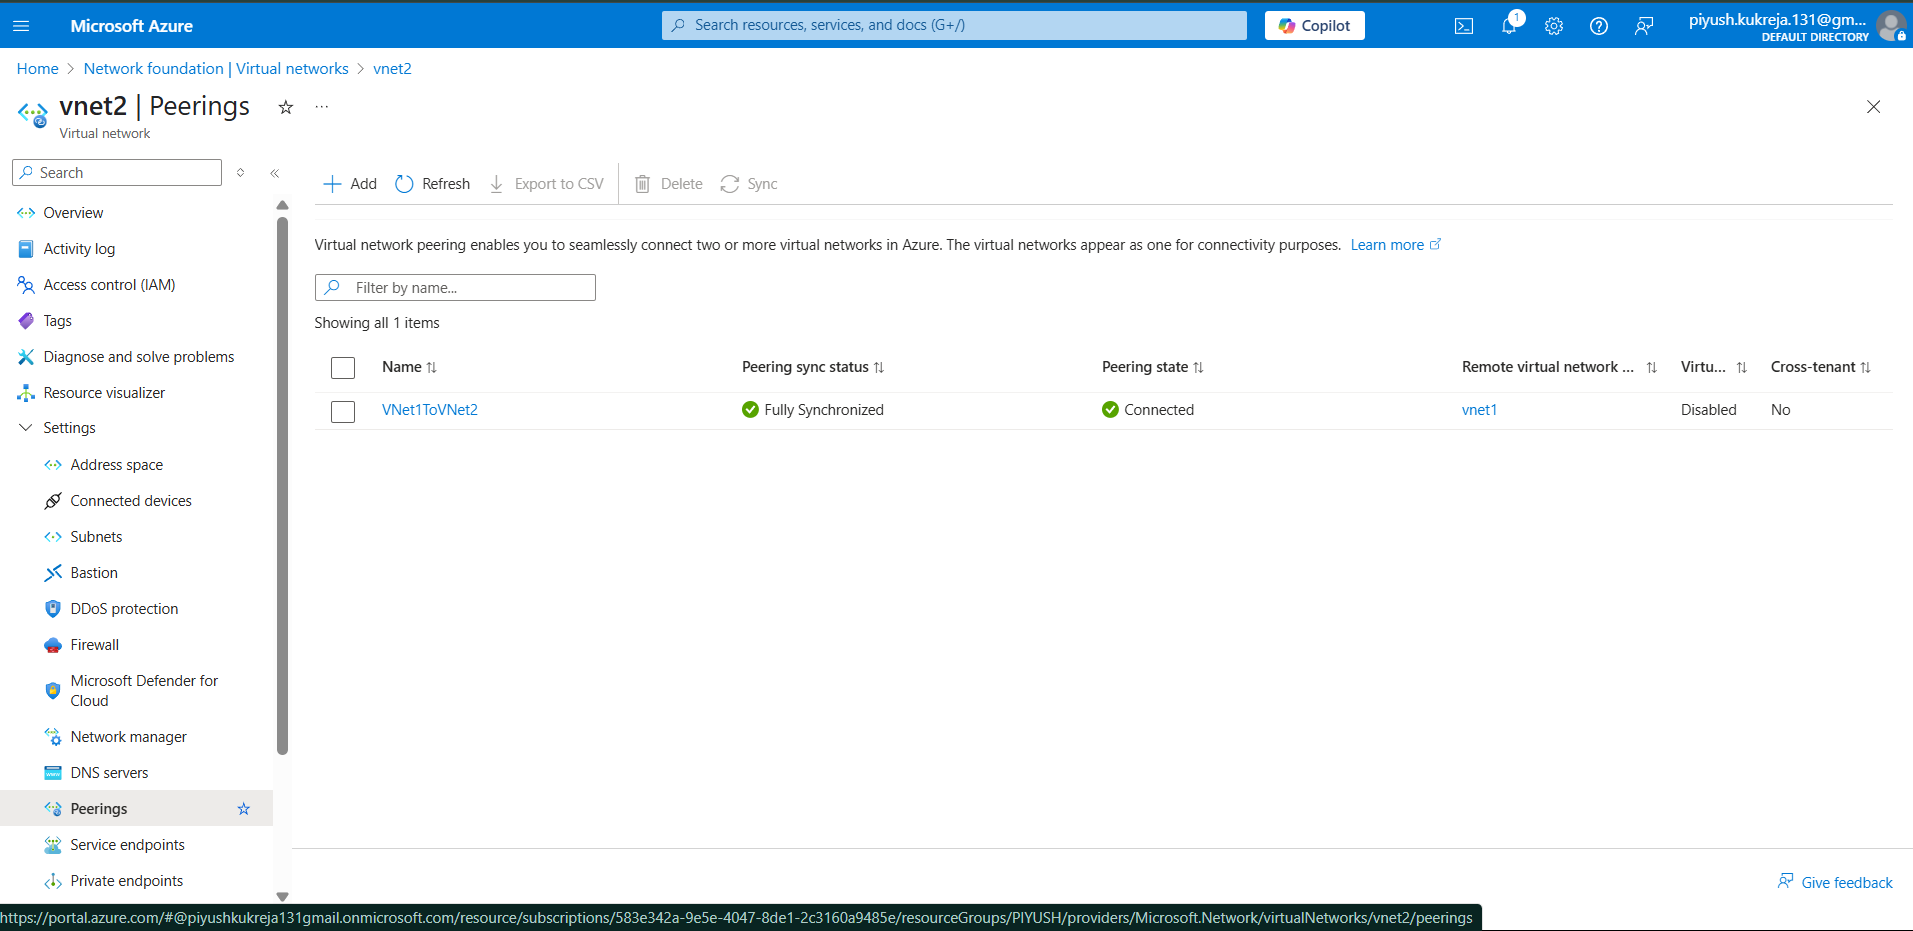 Microsoft Azure
Search resources, services, and docs (G+/)
Copilot
1
piyush.kukreja.131@gm...
DEFAULT DIRECTORY
Home > Network foundation | Virtual networks > vnet2
vnet2 | Peerings
Virtual network
Search
Overview
Activity log
Access control (IAM)
Tags
Diagnose and solve problems
Resource visualizer
Settings
Address space
Connected devices
Subnets
Bastion
DDoS protection
Firewall
Microsoft Defender for
Cloud
Network manager
DNS servers
Peerings
Service endpoints
Private endpoints
Add Refresh Export to CSV Delete Sync
Virtual network peering enables you to seamlessly connect two or more virtual networks in Azure. The virtual networks appear as one for connectivity purposes. Learn more
Filter by name...
Showing all 1 items
Name Peering sync status Peering state Remote virtual network ... Virtu... Cross-tenant
VNet1ToVNet2 Fully Synchronized Connected vnet1 Disabled No
Give feedback
https://portal.azure.com/#@piyushkukreja131gmail.onmicrosoft.com/resource/subscriptions/583e342a-9e5e-4047-8de1-2c3160a9485e/resourceGroups/PIYUSH/providers/Microsoft.Network/virtualNetworks/vnet2/peerings